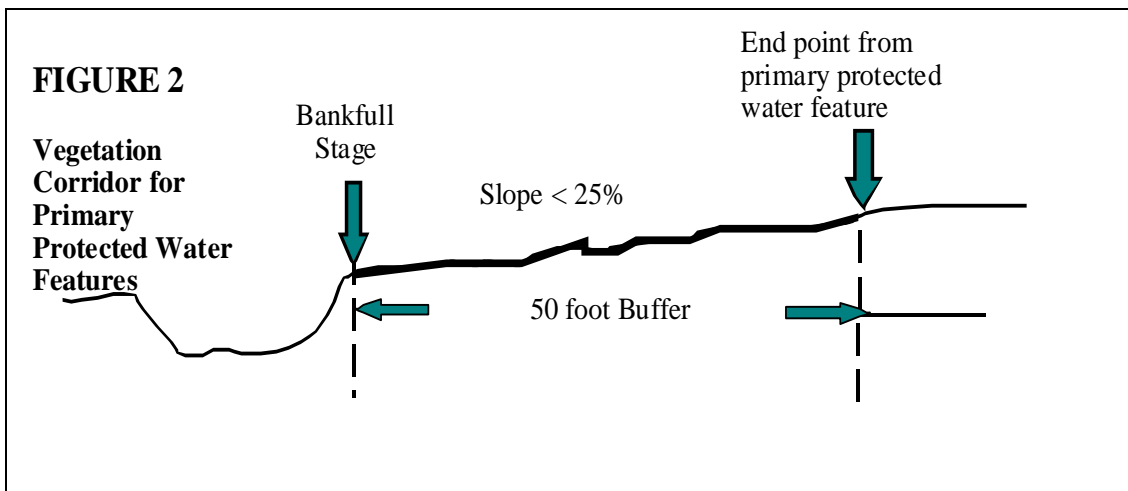 FIGURE 2
Vegetation
Corridor for
Primary
Protected Water
Features
Bankfull
Stage
Slope < 25%
End point from
primary protected
water feature
50 foot Buffer